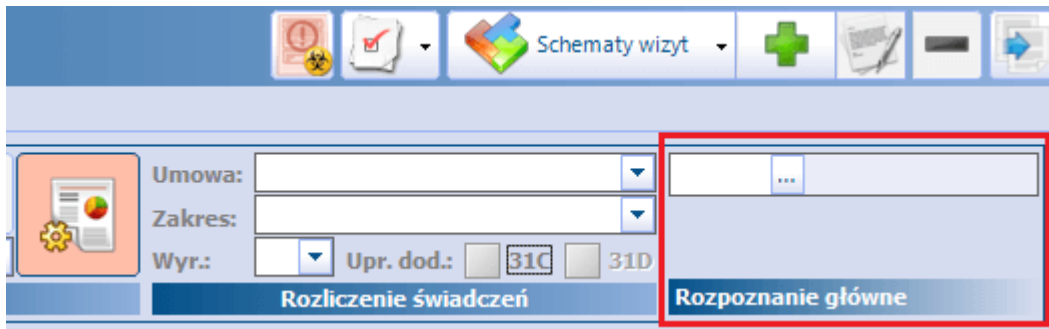 Schematy wizyt
Umowa:
...
Zakres:
Wyr.: Upr. dod.: 31C 31D
Rozliczenie świadczeń
Rozpoznanie główne